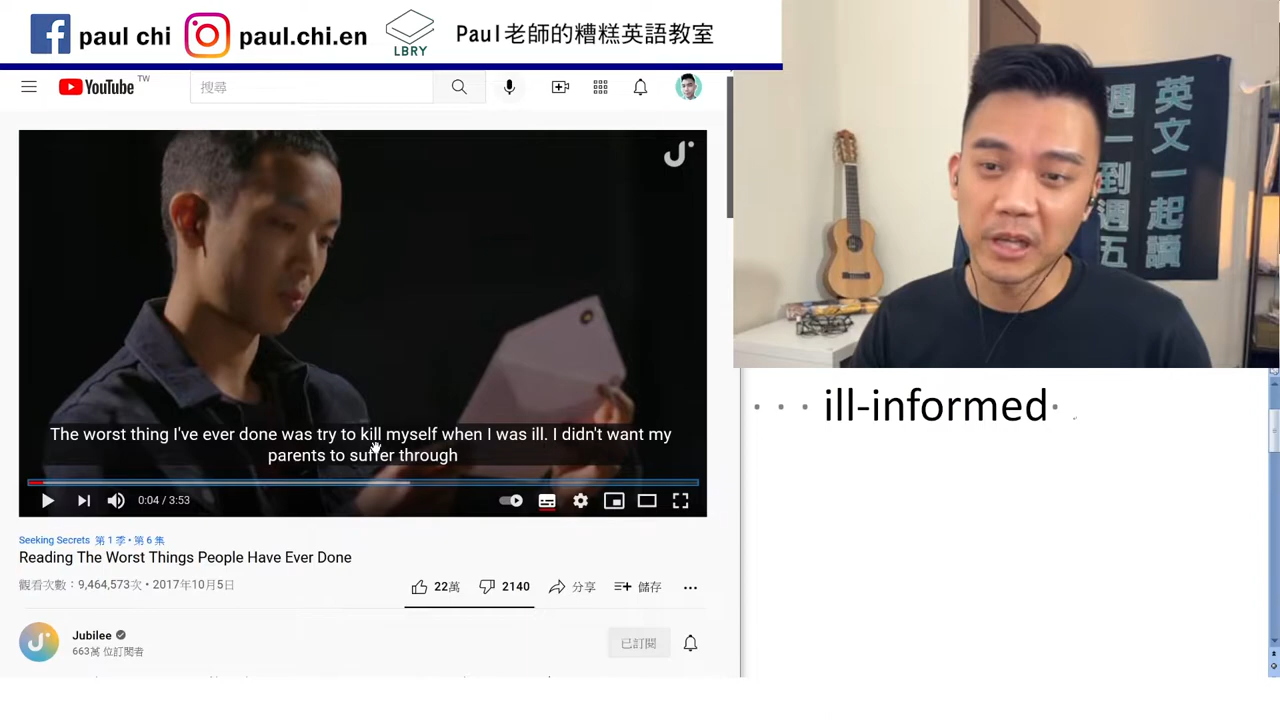 paul chi paul.chi.en LBRY Paul老師的糟糕英語教室
YouTube TW 搜尋
英文一起讀
週一到週五
The worst thing I've ever done was try to kill myself when I was ill. I didn't want my
parents to suffer through
0:04 / 3:53
Seeking Secrets 第 1 季 • 第 6 集
Reading The Worst Things People Have Ever Done
觀看次數：9,464,573次 • 2017年10月5日
22萬 2140 分享 儲存
Jubilee
663萬 位訂閱者
已訂閱
ill-informed